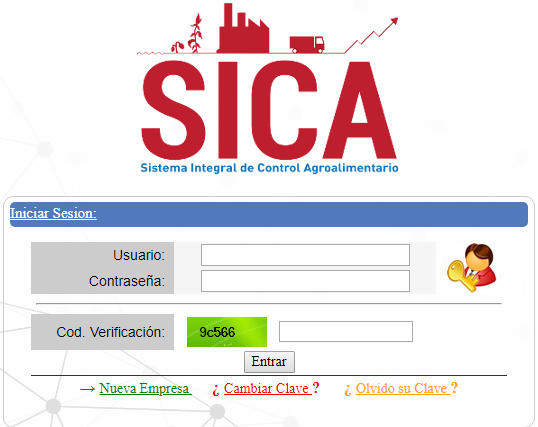 SICA
Sistema Integral de Control Agroalimentario
Iniciar Sesion:
Usuario:
Contraseña:
Cod. Verificación: 9c566
Entrar
→ Nueva Empresa ¿ Cambiar Clave ? ¿ Olvido su Clave ?